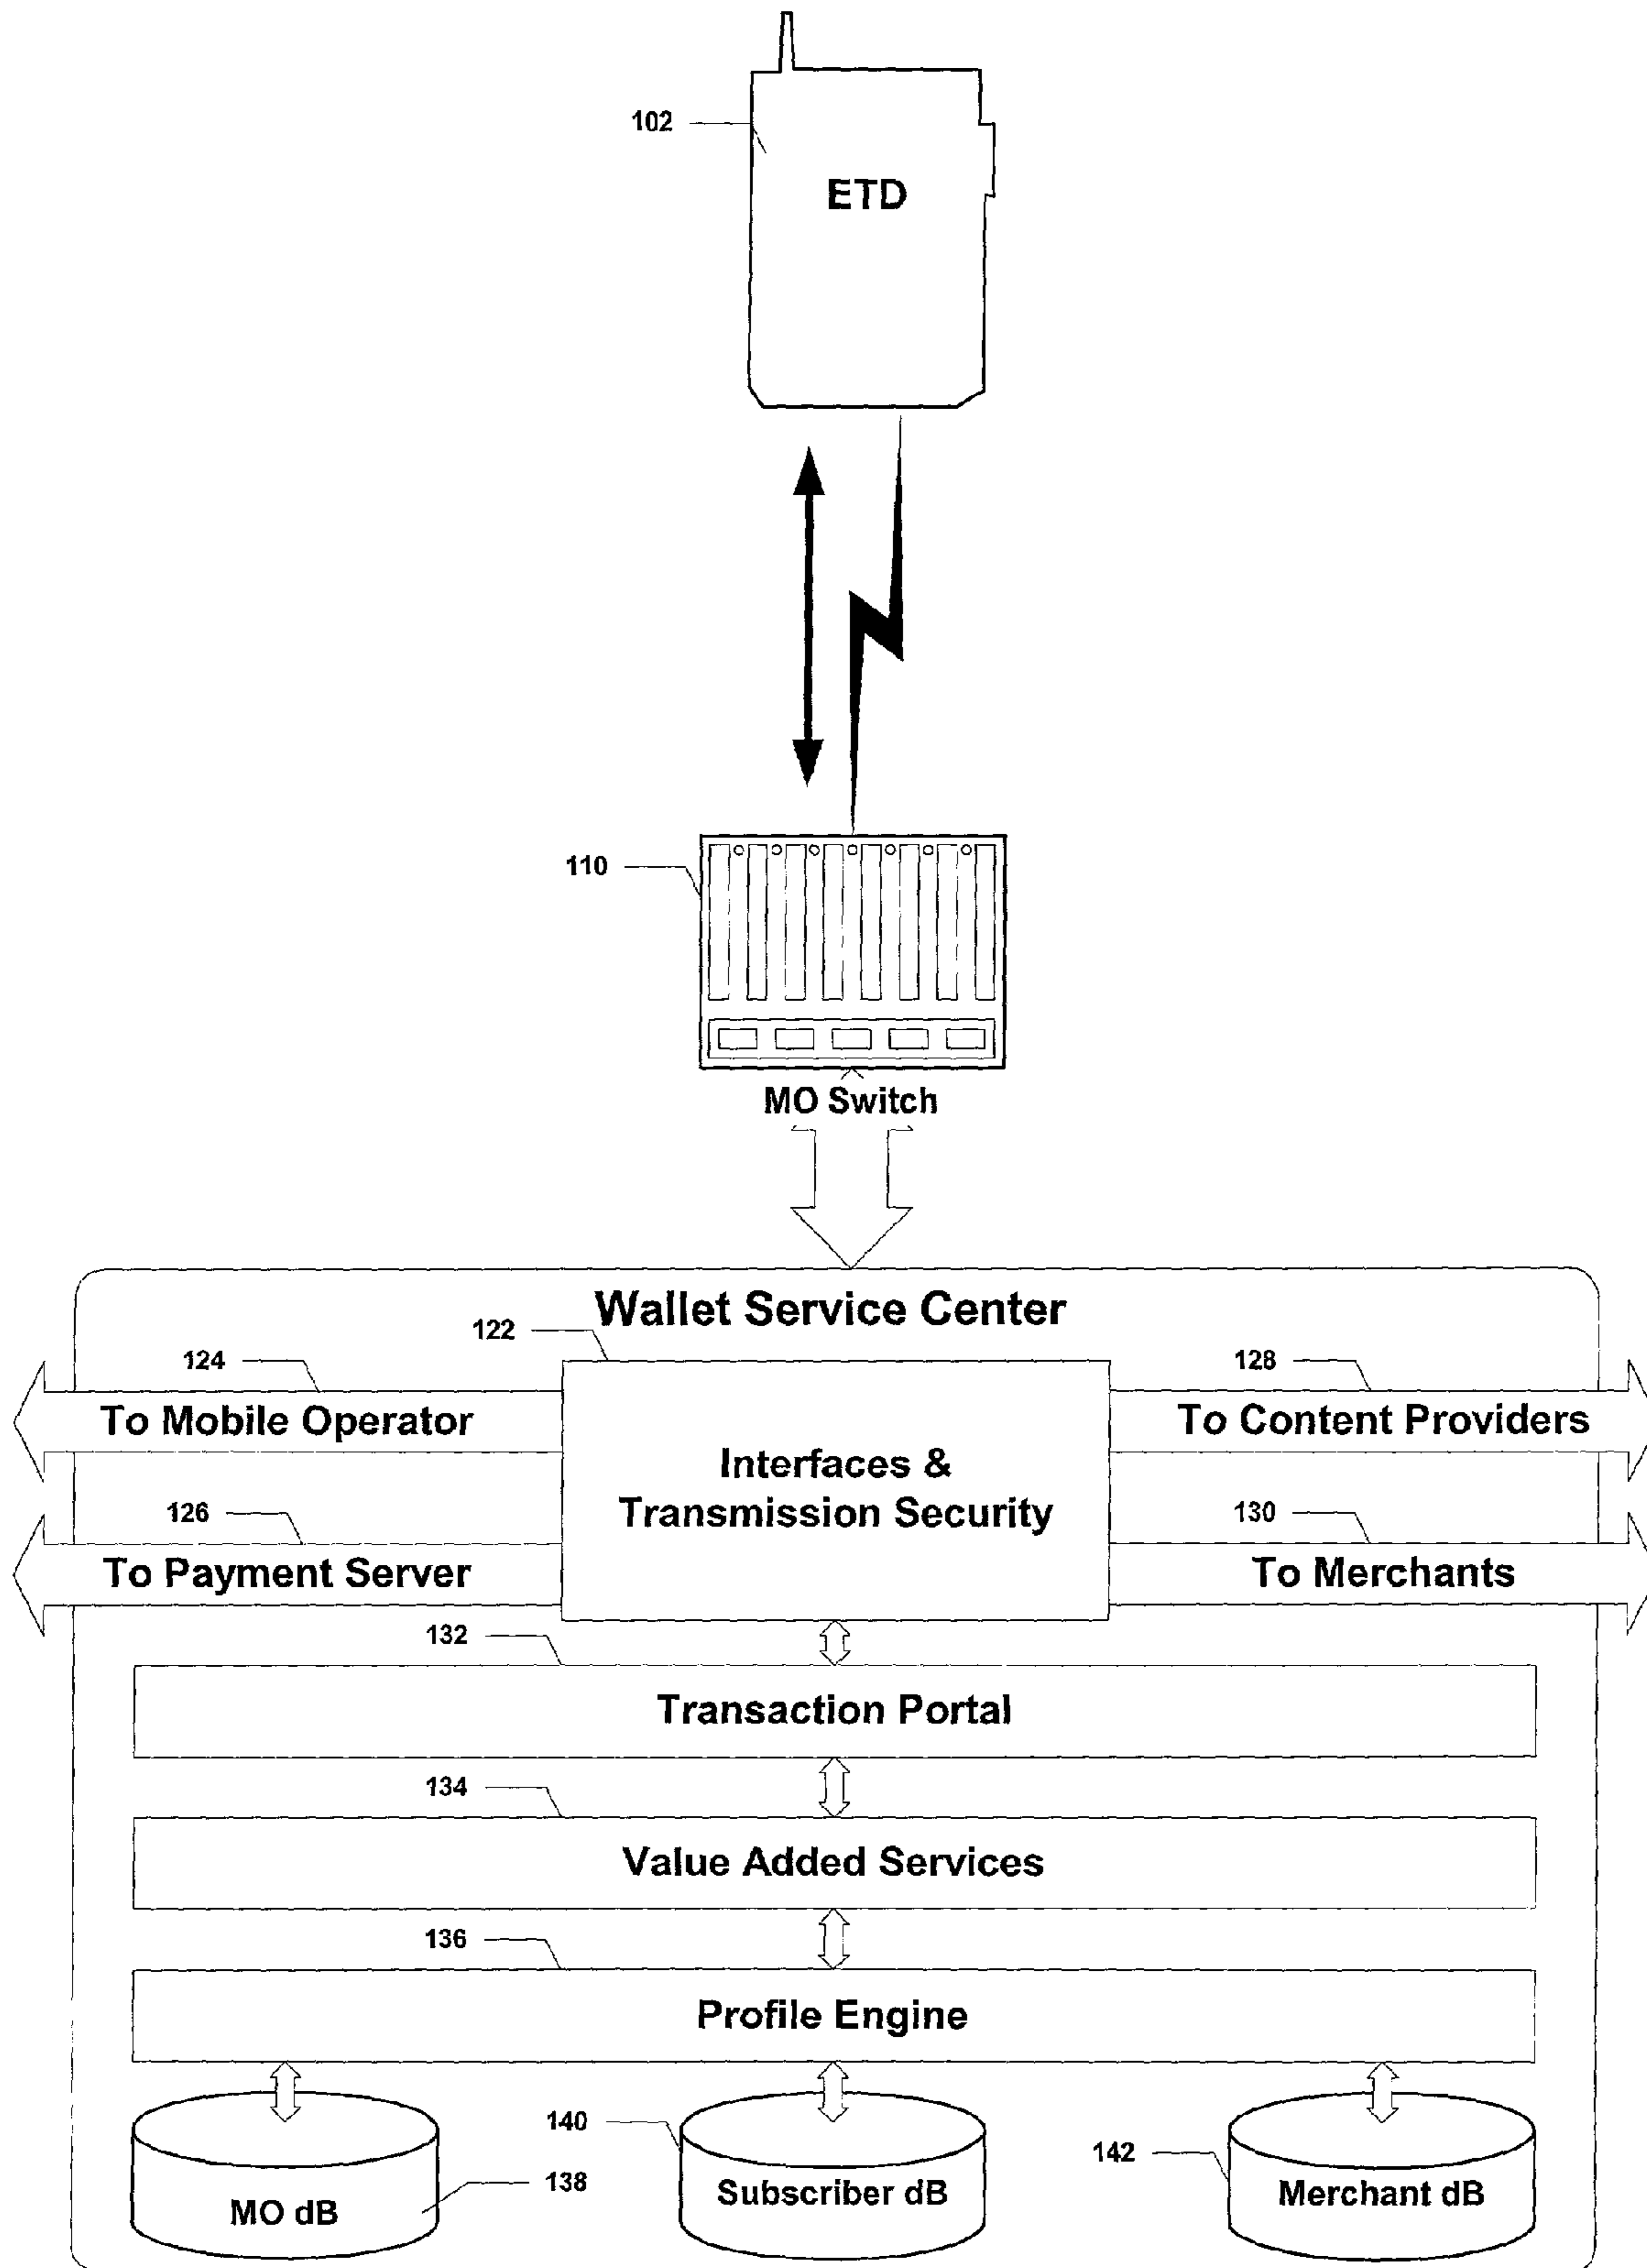 102
ETD
110
MO Switch
Wallet Service Center
122
124
128
To Mobile Operator
To Content Providers
Interfaces &
Transmission Security
126
130
To Payment Server
To Merchants
132
Transaction Portal
134
Value Added Services
136
Profile Engine
140
142
138
MO dB
Subscriber dB
Merchant dB